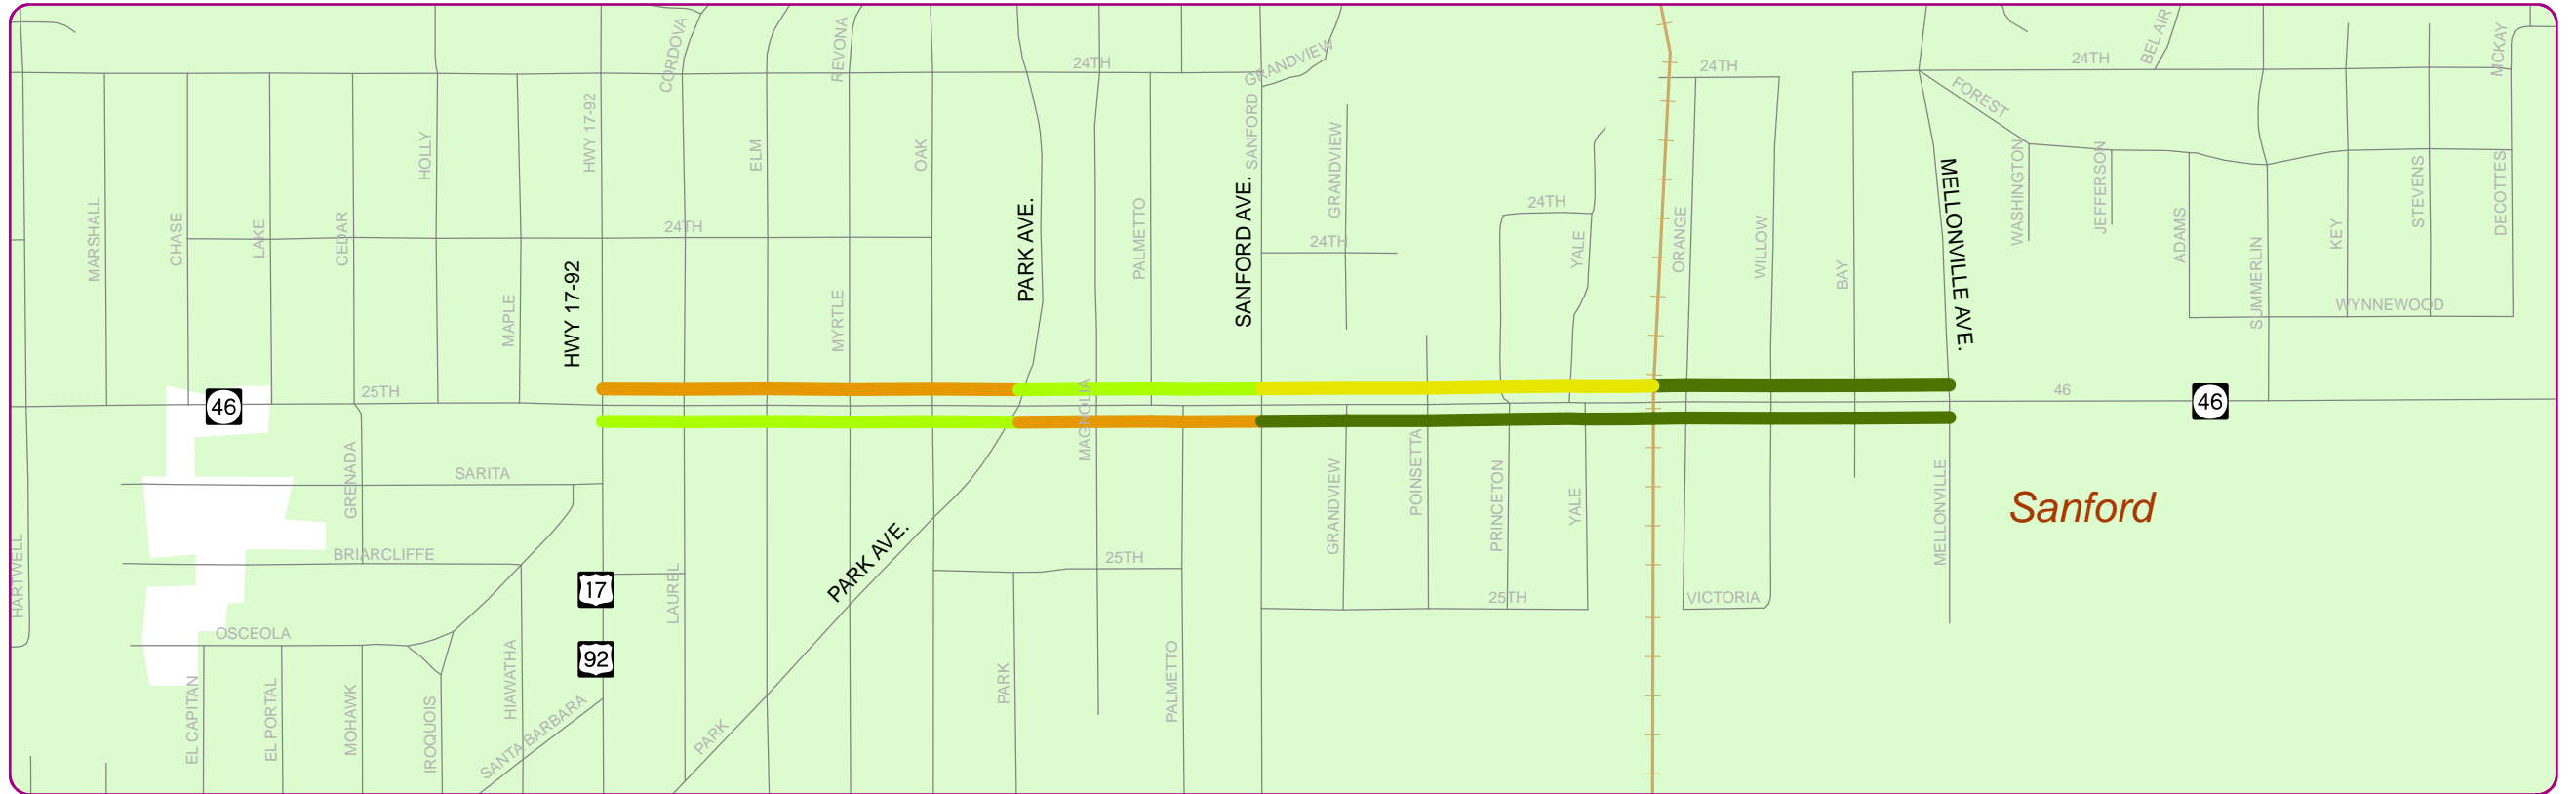 CORDOVA
REVONA
BEL AIR
MCKAY
24TH
GRANDVIEW
24TH
24TH
FOREST
HWY 17-92
SANFORD
HOLLY
ELM
OAK
MARSHALL
CHASE
LAKE
CEDAR
MAPLE
24TH
MYRTLE
PARK AVE.
PALMETTO
SANFORD AVE.
GRANDVIEW
24TH
24TH
YALE
ORANGE
WILLOW
BAY
MELLONVILLE AVE.
WASHINGTON
JEFFERSON
ADAMS
SUMMERLIN
KEY
STEVENS
DECOTTES
WYNNEWOOD
HWY 17-92
25TH
46
46
46
MAGNOLIA
HARTWELL
GRENADA
SARITA
BRIARCLIFFE
OSCEOLA
17
92
LAUREL
PARK AVE.
25TH
GRANDVIEW
POINSETTA
PRINCETON
YALE
25TH
VICTORIA
MELLONVILLE
Sanford
EL CAPITAN
EL PORTAL
MOHAWK
IROQUOIS
HIAWATHA
SANTA BARBARA
PARK
PARK
PALMETTO